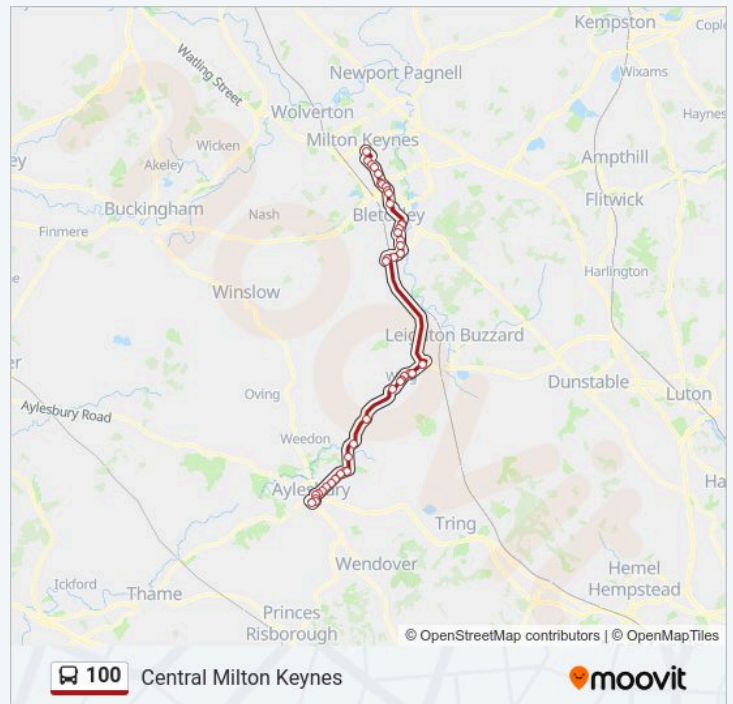 Kempston
Cople
Watling Street
Newport Pagnell
Wixams
Wolverton
Haynes
Milton Keynes
Wicken
Akeley
Ampthill
Buckingham
Nash
Bletchley
Flitwick
Finmere
Harlington
Winslow
Leighton Buzzard
Wing
Dunstable
Luton
Oving
Aylesbury Road
Weedon
Aylesbury
Tring
Wendover
Hemel
Hempstead
Ickford
Thame
Princes
Risborough
© OpenStreetMap contributors | © OpenMapTiles
100 Central Milton Keynes
moovit